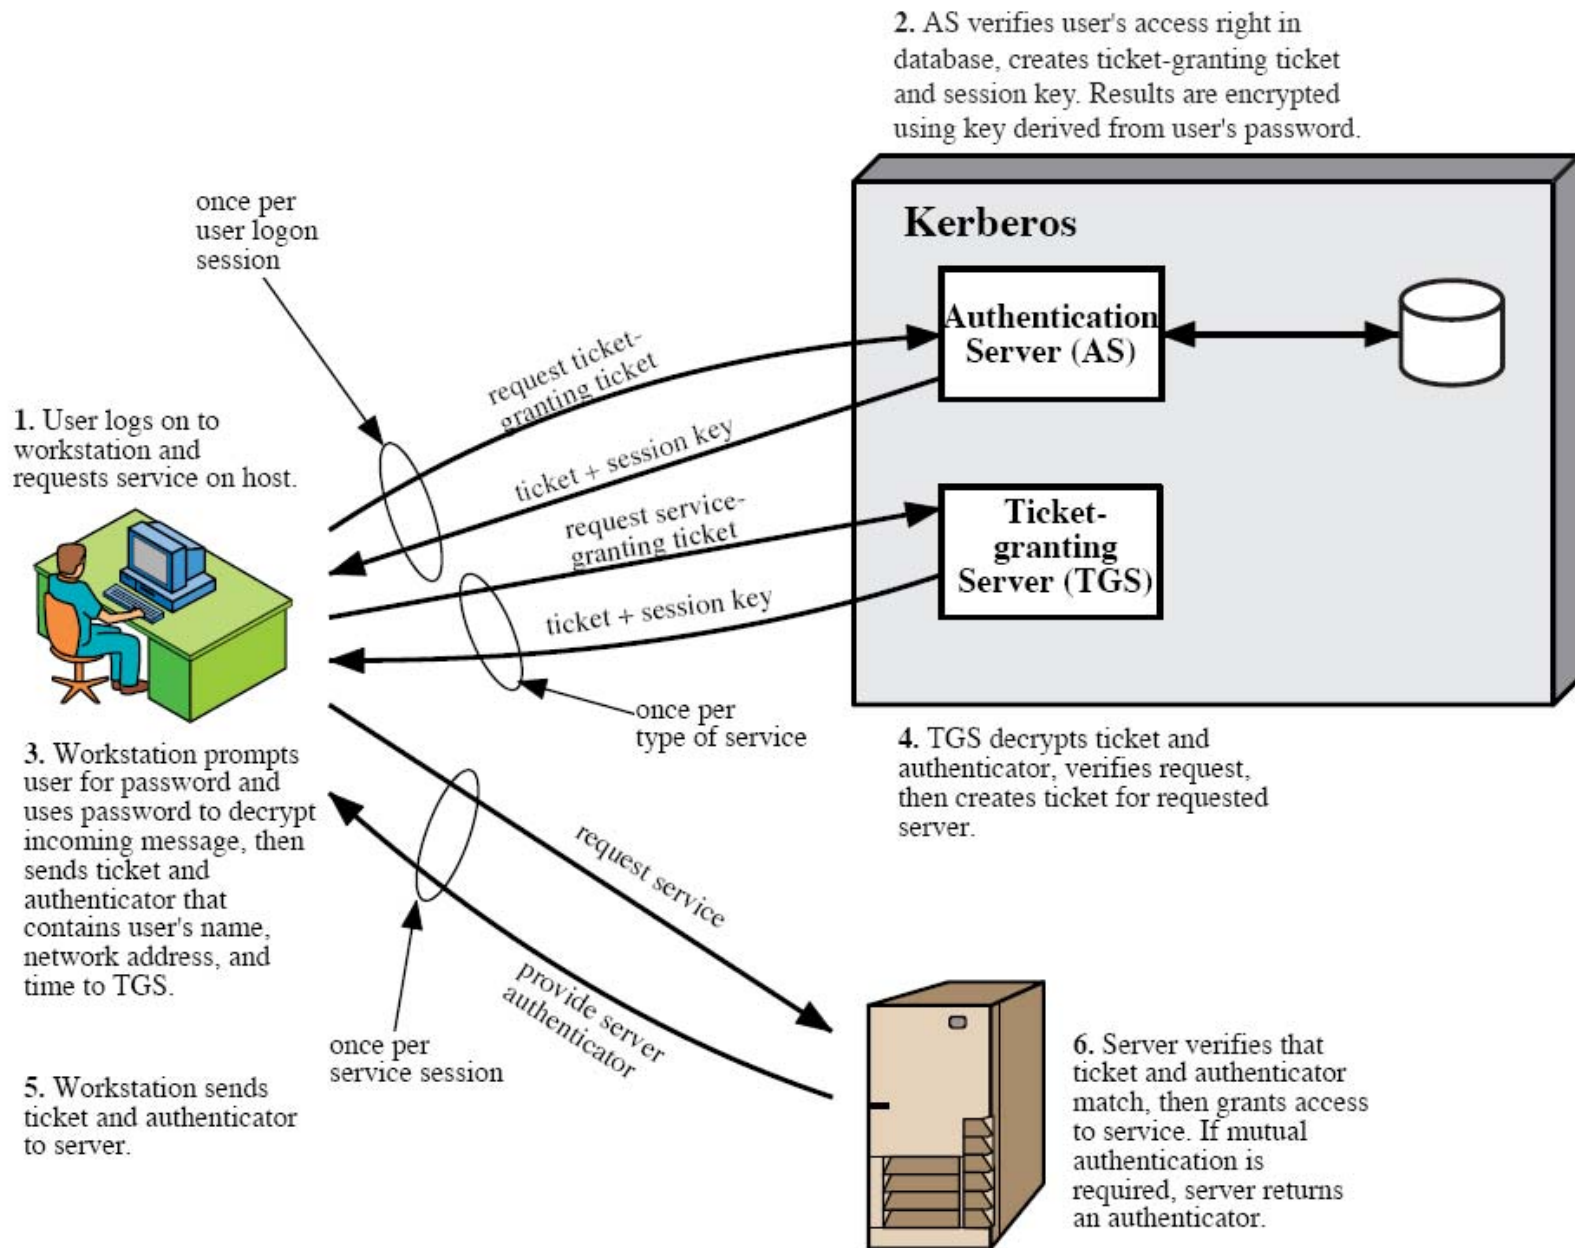 2. AS verifies user's access right in
database, creates ticket-granting ticket
and session key. Results are encrypted
using key derived from user's password.
once per
user logon
session
Kerberos
Authentication
Server (AS)
request ticket-
granting ticket
1. User logs on to
workstation and
requests service on host.
ticket + session key
request service-
granting ticket
Ticket-
granting
Server (TGS)
ticket + session key
once per
type of service
3. Workstation prompts
user for password and
uses password to decrypt
incoming message, then
sends ticket and
authenticator that
contains user's name,
network address, and
time to TGS.
4. TGS decrypts ticket and
authenticator, verifies request,
then creates ticket for requested
server.
request service
provide server
authenticator
once per
service session
5. Workstation sends
ticket and authenticator
to server.
6. Server verifies that
ticket and authenticator
match, then grants access
to service. If mutual
authentication is
required, server returns
an authenticator.